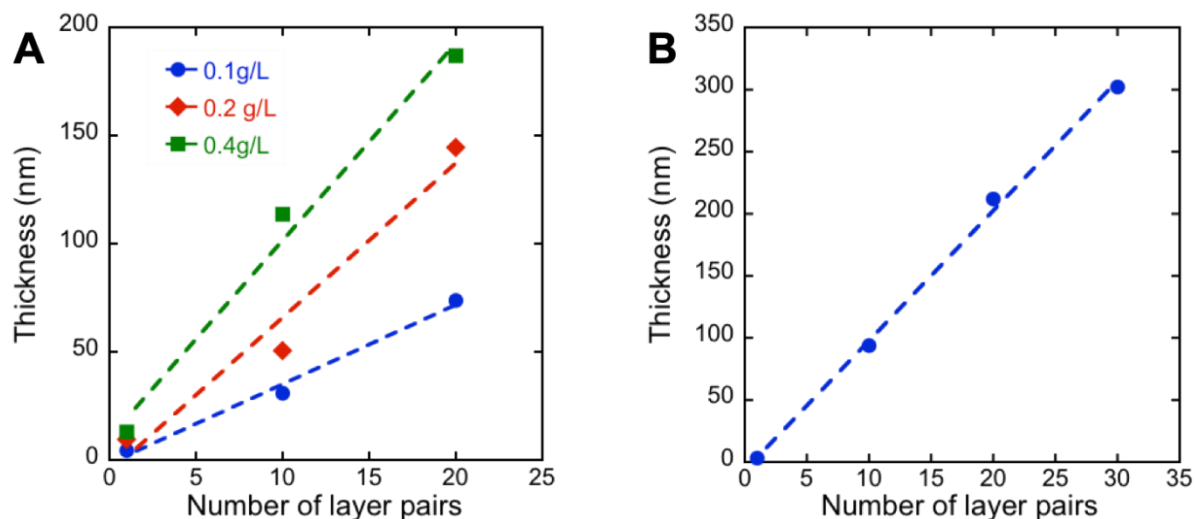 A
200
150
100
50
0
0 5 10 15 20 25
Thickness (nm)
Number of layer pairs
0.1g/L
0.2 g/L
0.4g/L
B
350
300
250
200
150
100
50
0
0 5 10 15 20 25 30 35
Thickness (nm)
Number of layer pairs